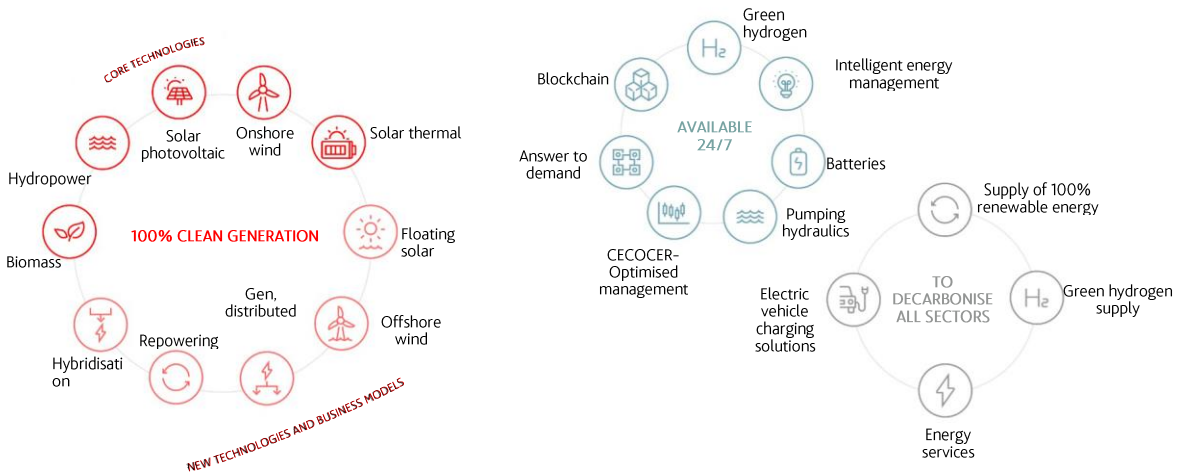 CORE TECHNOLOGIES
Solar
photovoltaic
Onshore
wind
Solar thermal
Hydropower
Biomass
100% CLEAN GENERATION
Floating
solar
Gen,
distributed
Offshore
wind
Repowering
Hybridisati
on
NEW TECHNOLOGIES AND BUSINESS MODELS
Green
hydrogen
H2
Blockchain
Intelligent energy
management
AVAILABLE
24/7
Answer to
demand
Batteries
Pumping
hydraulics
CECOCER-
Optimised
management
Supply of 100%
renewable energy
TO
DECARBONISE
ALL SECTORS
Electric
vehicle
charging
solutions
H2
Green hydrogen
supply
Energy
services